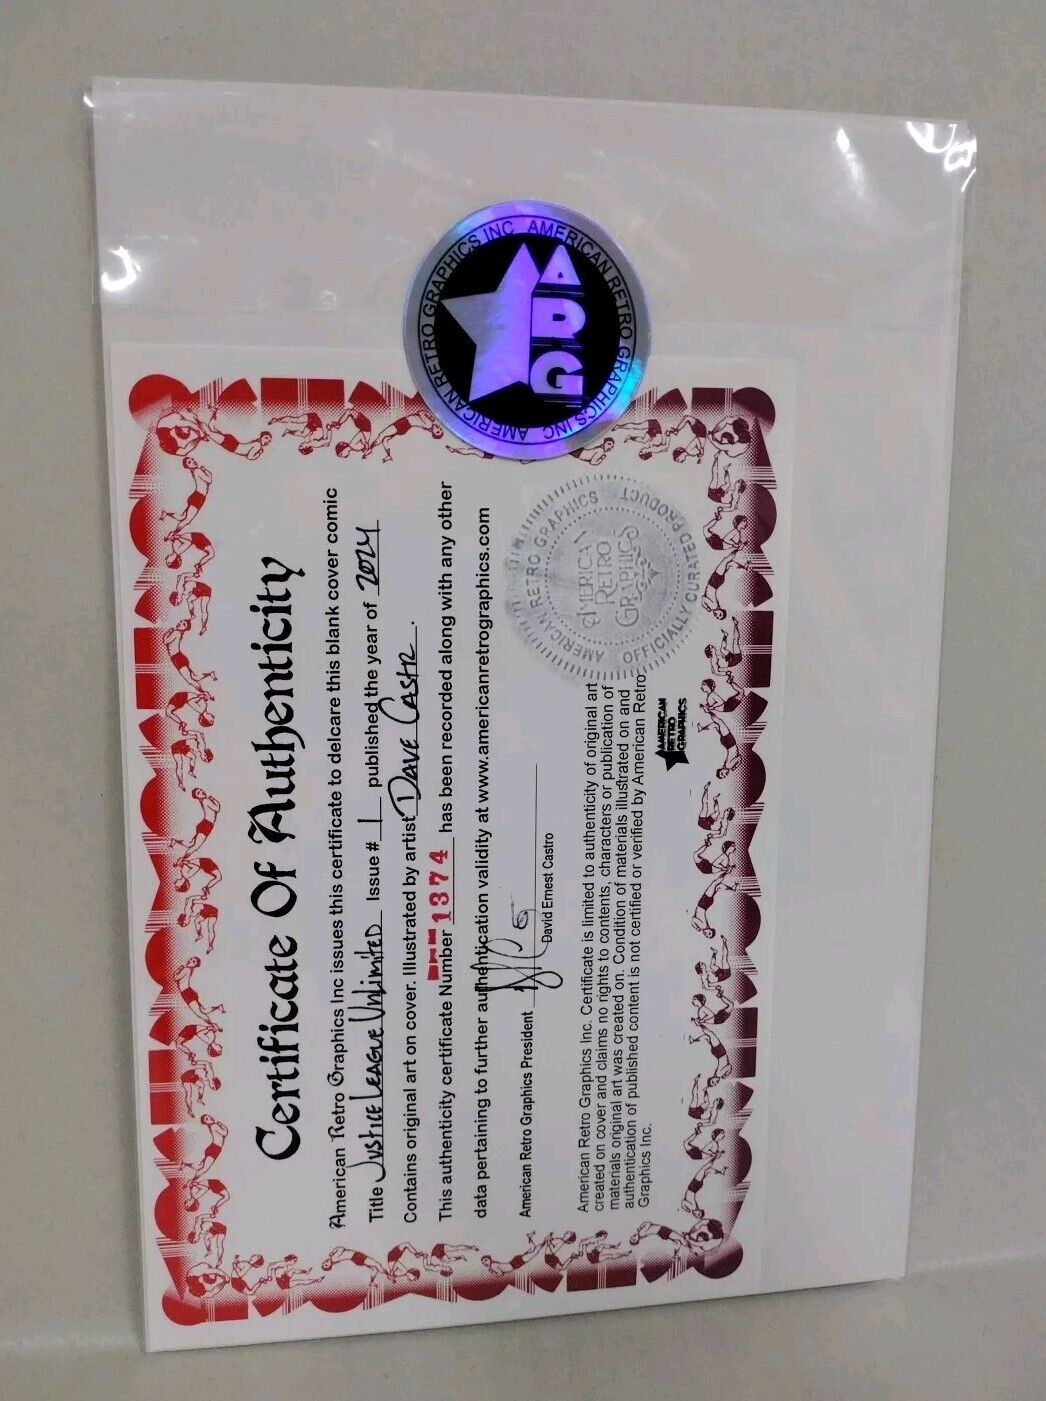 AMERICAN RETRO GRAPHICS INC AMERICAN RETRO GRAPHICS INC
ARG
Certificate Of Authenticity
American Retro Graphics Inc issues this certificate to delcare this blank cover comic
Title Justice League Unlimited Issue # 1 published the year of 2024
Contains original art on cover. Illustrated by artist Dave Castr.
This authenticity certificate Number 1374 has been recorded along with any other
data pertaining to further authentication validity at www.americanretrographics.com
American Retro Graphics President
David Ernest Castro
American Retro Graphics Inc. Certificate is limited to authenticity of original art
created on cover and claims no rights to contents, characters or publication of
materials original art was created on. Condition of materials illustrated on and
authentication of published content is not certified or verified by American Retro
Graphics Inc.
AMERICAN
RETRO
GRAPHICS
AMERICAN RETRO GRAPHICS
OFFICIALLY CURATED PRODUCT
AMERICAN
RETRO
GRAPHICS